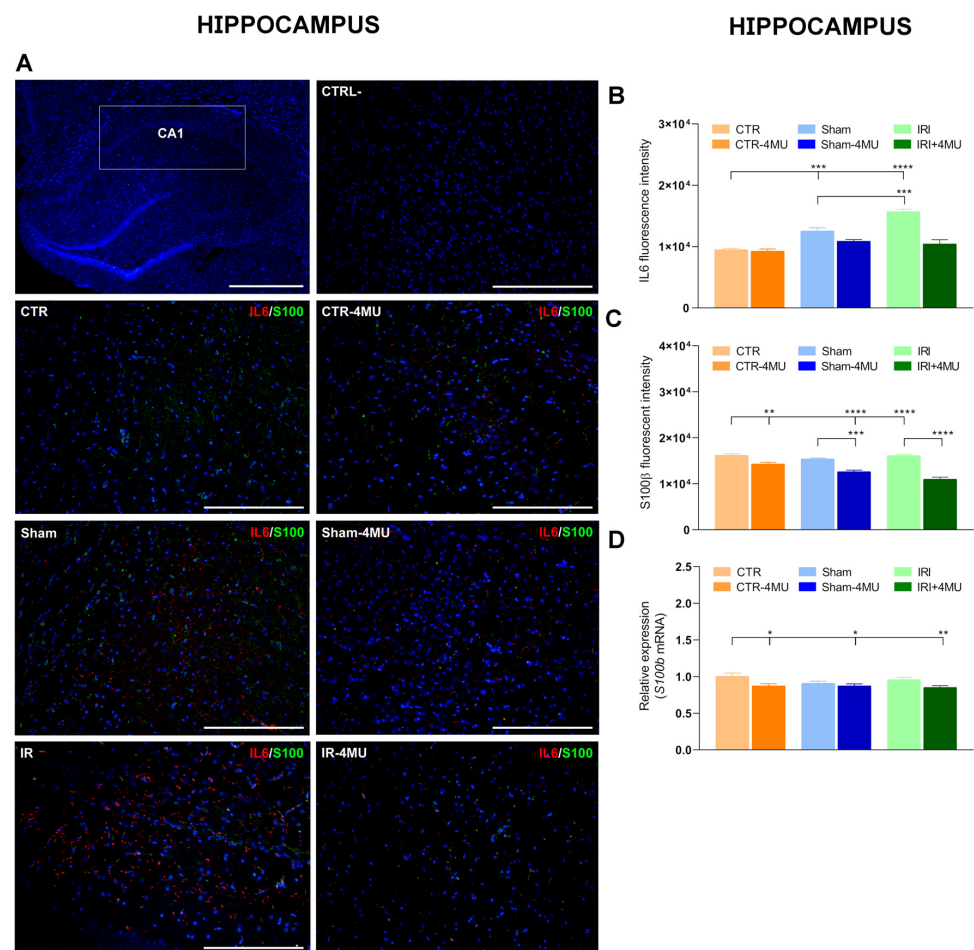 HIPPOCAMPUS
HIPPOCAMPUS
A
CA1
CTRL-
CTR
IL6/S100
CTR-4MU
IL6/S100
Sham
IL6/S100
Sham-4MU
IL6/S100
IR
IL6/S100
IR-4MU
IL6/S100
B
IL6 fluorescence intensity
3×10⁴
2×10⁴
1×10⁴
0
CTR
Sham
IRI
CTR-4MU
Sham-4MU
IRI+4MU
***
****
***
C
S100β fluorescent intensity
4×10⁴
3×10⁴
2×10⁴
1×10⁴
0
CTR
Sham
IRI
CTR-4MU
Sham-4MU
IRI+4MU
**
****
****
***
****
D
Relative expression
(S100b mRNA)
2.5
2.0
1.5
1.0
0.5
0.0
CTR
Sham
IRI
CTR-4MU
Sham-4MU
IRI+4MU
*
*
**